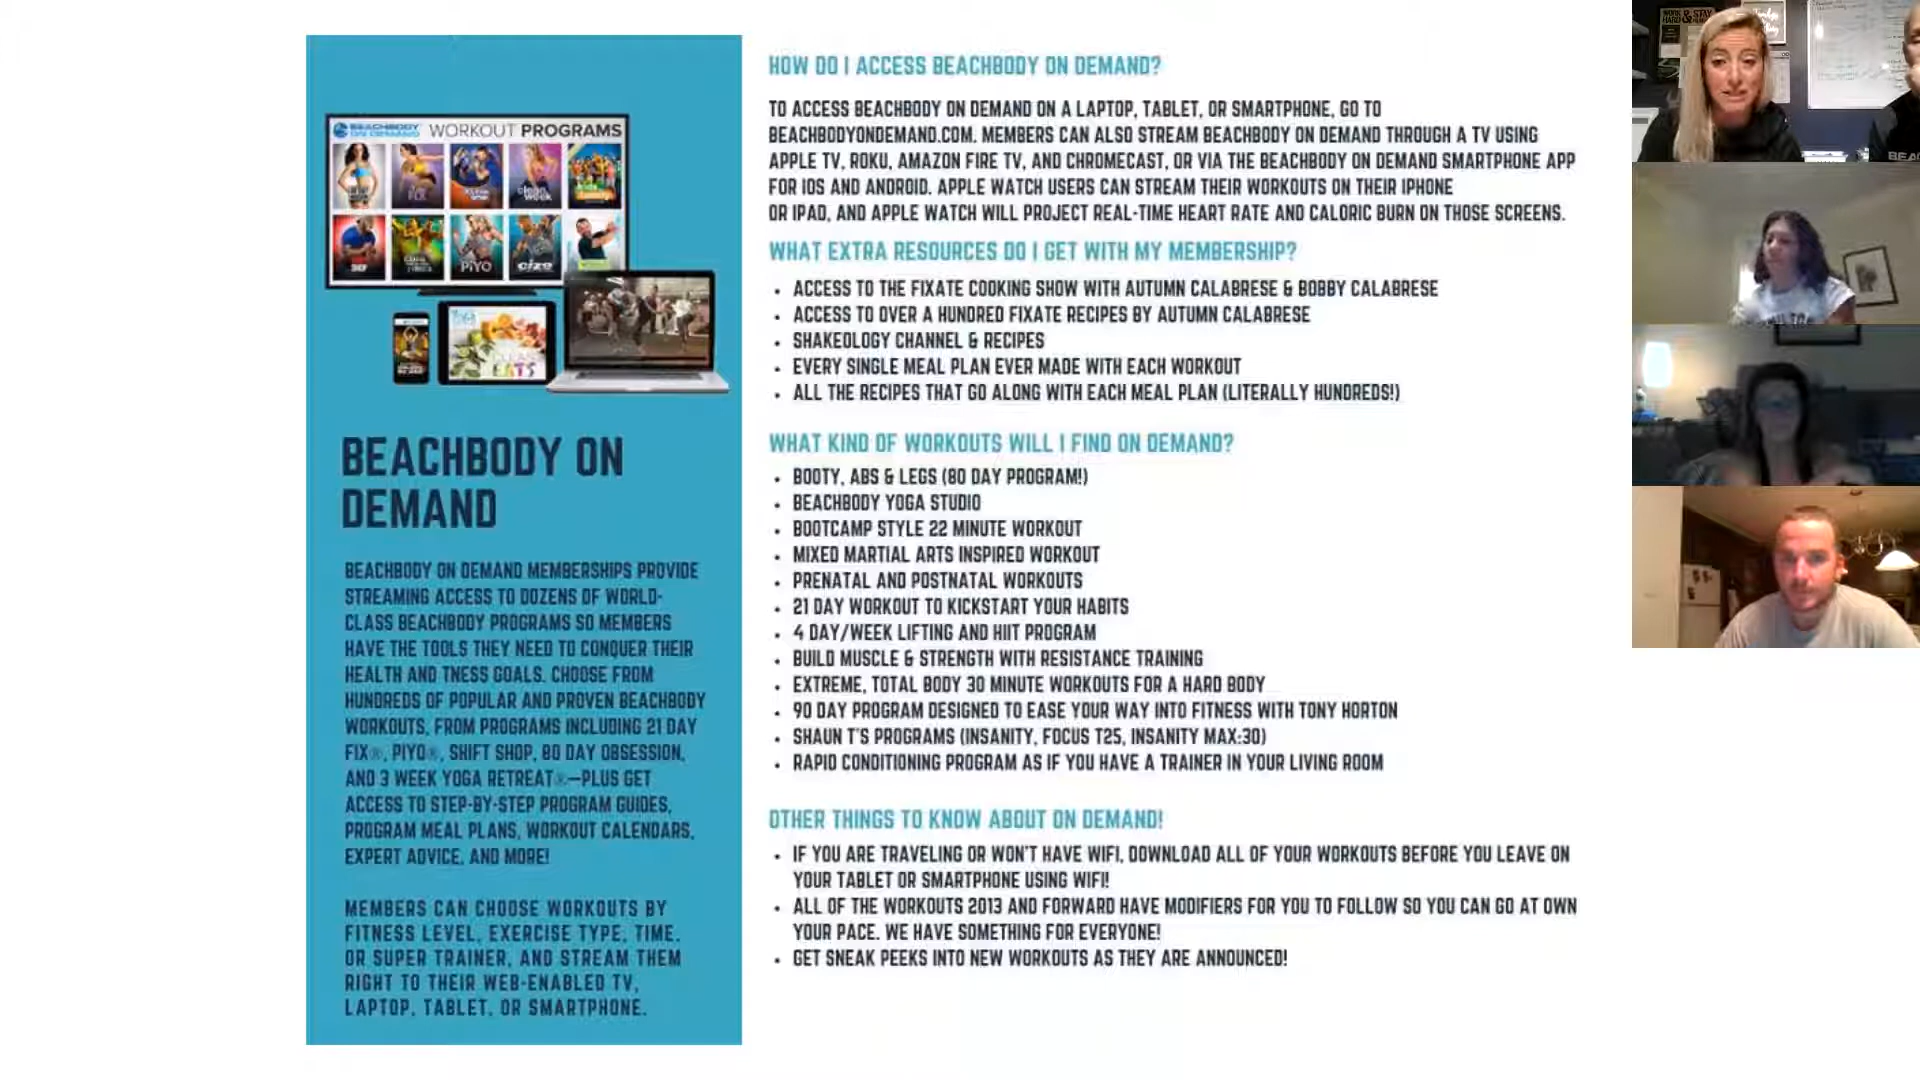 BEACHBODY ON DEMAND WORKOUT PROGRAMS
clean week
PiYO
cize
EATS
BEACHBODY ON
DEMAND
BEACHBODY ON DEMAND MEMBERSHIPS PROVIDE
STREAMING ACCESS TO DOZENS OF WORLD-
CLASS BEACHBODY PROGRAMS SO MEMBERS
HAVE THE TOOLS THEY NEED TO CONQUER THEIR
HEALTH AND TNESS GOALS. CHOOSE FROM
HUNDREDS OF POPULAR AND PROVEN BEACHBODY
WORKOUTS, FROM PROGRAMS INCLUDING 21 DAY
FIX®, PIYO®, SHIFT SHOP, 80 DAY OBSESSION,
AND 3 WEEK YOGA RETREAT®—PLUS GET
ACCESS TO STEP-BY-STEP PROGRAM GUIDES,
PROGRAM MEAL PLANS, WORKOUT CALENDARS,
EXPERT ADVICE, AND MORE!
MEMBERS CAN CHOOSE WORKOUTS BY
FITNESS LEVEL, EXERCISE TYPE, TIME,
OR SUPER TRAINER, AND STREAM THEM
RIGHT TO THEIR WEB-ENABLED TV,
LAPTOP, TABLET, OR SMARTPHONE.
HOW DO I ACCESS BEACHBODY ON DEMAND?
TO ACCESS BEACHBODY ON DEMAND ON A LAPTOP, TABLET, OR SMARTPHONE, GO TO
BEACHBODYONDEMAND.COM. MEMBERS CAN ALSO STREAM BEACHBODY ON DEMAND THROUGH A TV USING
APPLE TV, ROKU, AMAZON FIRE TV, AND CHROMECAST, OR VIA THE BEACHBODY ON DEMAND SMARTPHONE APP
FOR IOS AND ANDROID. APPLE WATCH USERS CAN STREAM THEIR WORKOUTS ON THEIR IPHONE
OR IPAD, AND APPLE WATCH WILL PROJECT REAL-TIME HEART RATE AND CALORIC BURN ON THOSE SCREENS.
WHAT EXTRA RESOURCES DO I GET WITH MY MEMBERSHIP?
• ACCESS TO THE FIXATE COOKING SHOW WITH AUTUMN CALABRESE & BOBBY CALABRESE
• ACCESS TO OVER A HUNDRED FIXATE RECIPES BY AUTUMN CALABRESE
• SHAKEOLOGY CHANNEL & RECIPES
• EVERY SINGLE MEAL PLAN EVER MADE WITH EACH WORKOUT
• ALL THE RECIPES THAT GO ALONG WITH EACH MEAL PLAN (LITERALLY HUNDREDS!)
WHAT KIND OF WORKOUTS WILL I FIND ON DEMAND?
• BOOTY, ABS & LEGS (80 DAY PROGRAM!)
• BEACHBODY YOGA STUDIO
• BOOTCAMP STYLE 22 MINUTE WORKOUT
• MIXED MARTIAL ARTS INSPIRED WORKOUT
• PRENATAL AND POSTNATAL WORKOUTS
• 21 DAY WORKOUT TO KICKSTART YOUR HABITS
• 4 DAY/WEEK LIFTING AND HIIT PROGRAM
• BUILD MUSCLE & STRENGTH WITH RESISTANCE TRAINING
• EXTREME, TOTAL BODY 30 MINUTE WORKOUTS FOR A HARD BODY
• 90 DAY PROGRAM DESIGNED TO EASE YOUR WAY INTO FITNESS WITH TONY HORTON
• SHAUN T'S PROGRAMS (INSANITY, FOCUS T25, INSANITY MAX:30)
• RAPID CONDITIONING PROGRAM AS IF YOU HAVE A TRAINER IN YOUR LIVING ROOM
OTHER THINGS TO KNOW ABOUT ON DEMAND!
• IF YOU ARE TRAVELING OR WON'T HAVE WIFI, DOWNLOAD ALL OF YOUR WORKOUTS BEFORE YOU LEAVE ON
YOUR TABLET OR SMARTPHONE USING WIFI!
• ALL OF THE WORKOUTS 2013 AND FORWARD HAVE MODIFIERS FOR YOU TO FOLLOW SO YOU CAN GO AT OWN
YOUR PACE. WE HAVE SOMETHING FOR EVERYONE!
• GET SNEAK PEEKS INTO NEW WORKOUTS AS THEY ARE ANNOUNCED!
WORK & STAY
HARD
BEA